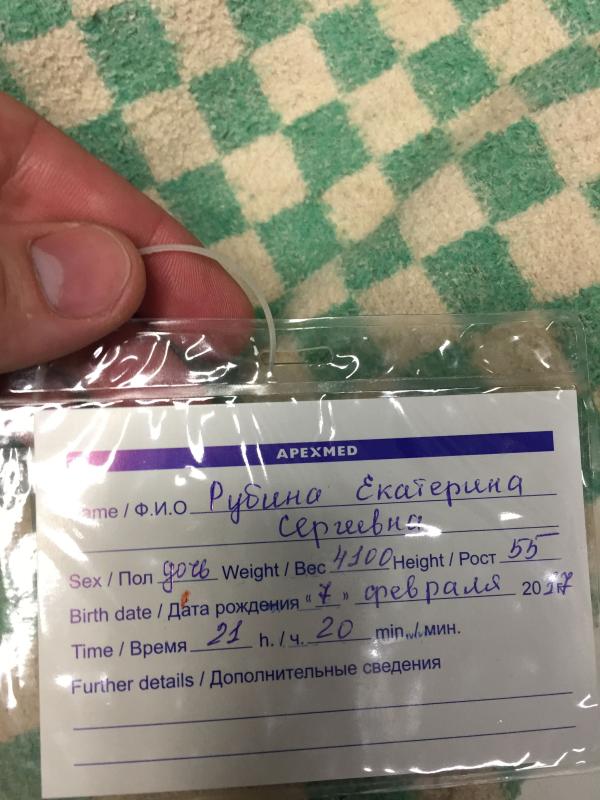 APEXMED
ame / Ф.И.О Рубина Екатерина
Сергеевна
Sex / Пол дочь Weight / Вес 4100 Height / Рост 55
Birth date / Дата рождения "7" февраля 2017
Time / Время 21 h. / ч. 20 min./ мин.
Further details / Дополнительные сведения